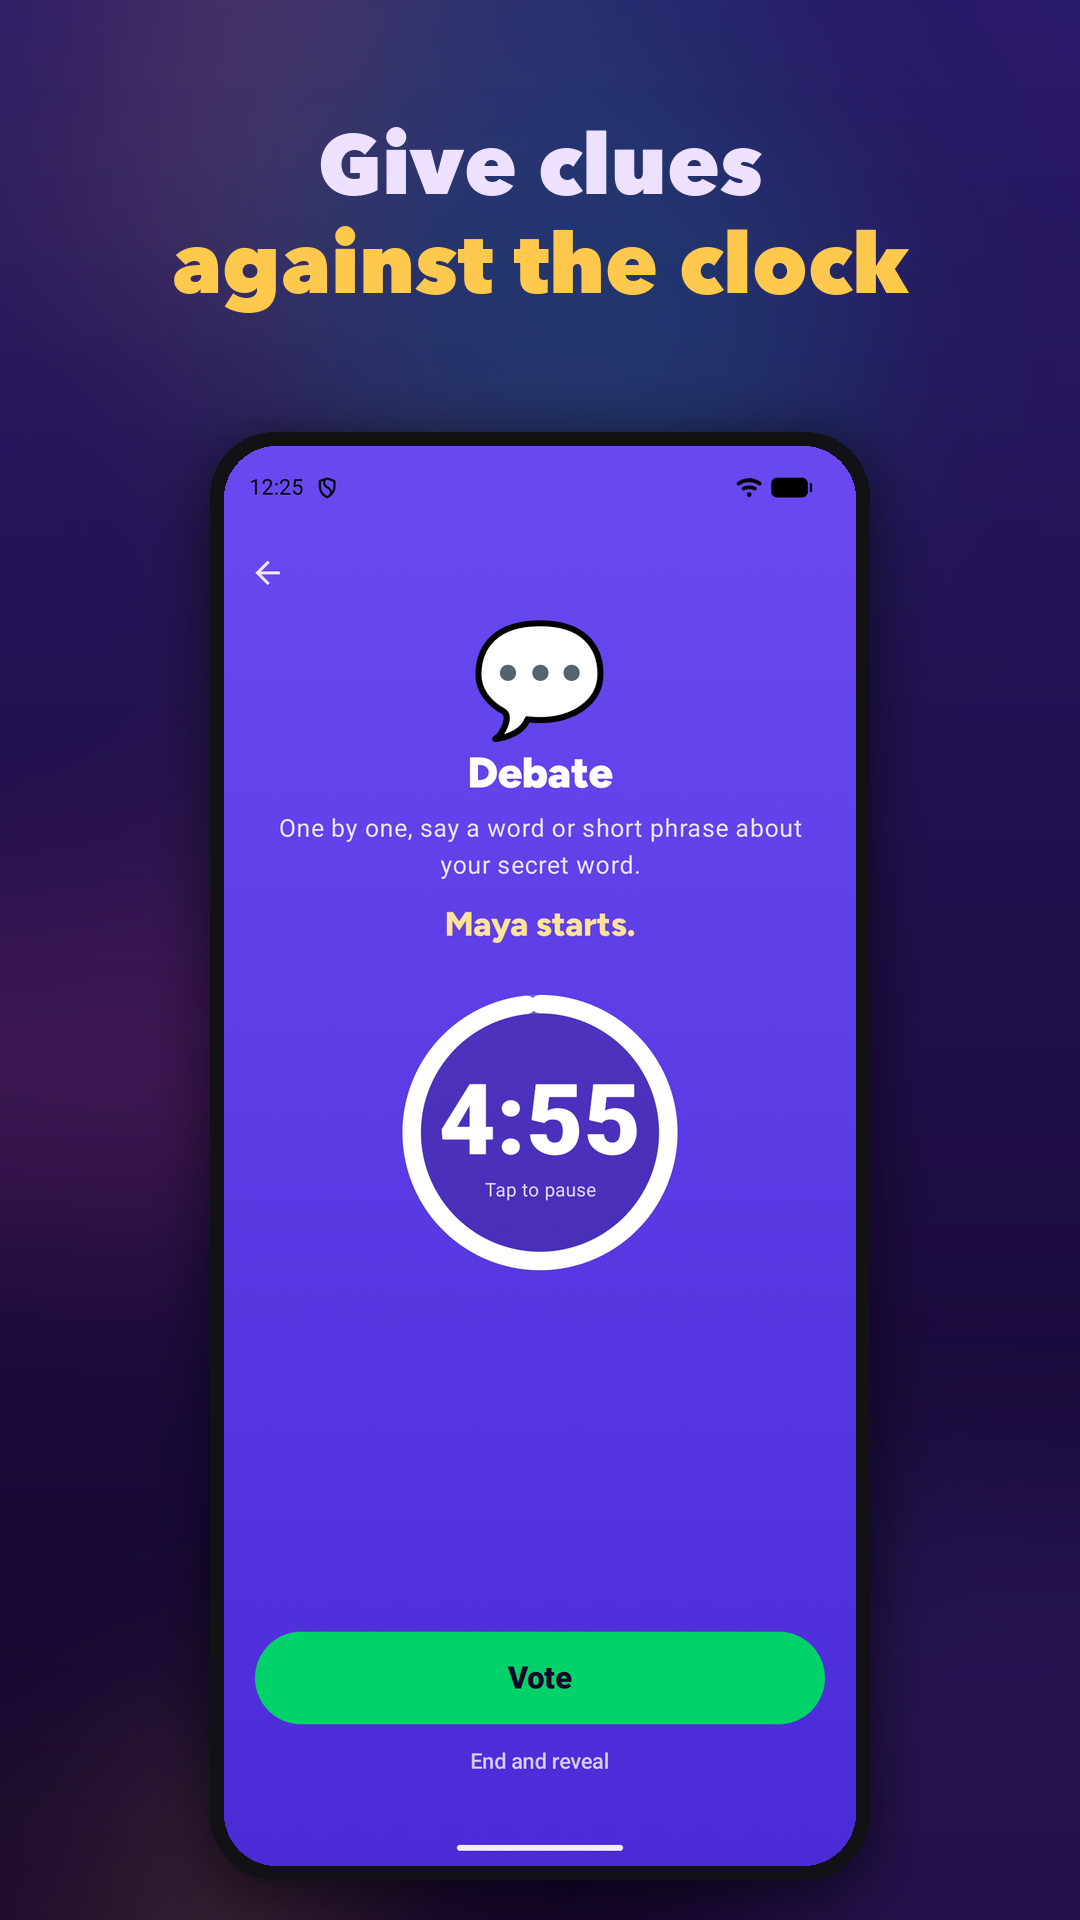 Give clues
against the clock
12:25
Debate
One by one, say a word or short phrase about
your secret word.
Maya starts.
4:55
Tap to pause
Vote
End and reveal